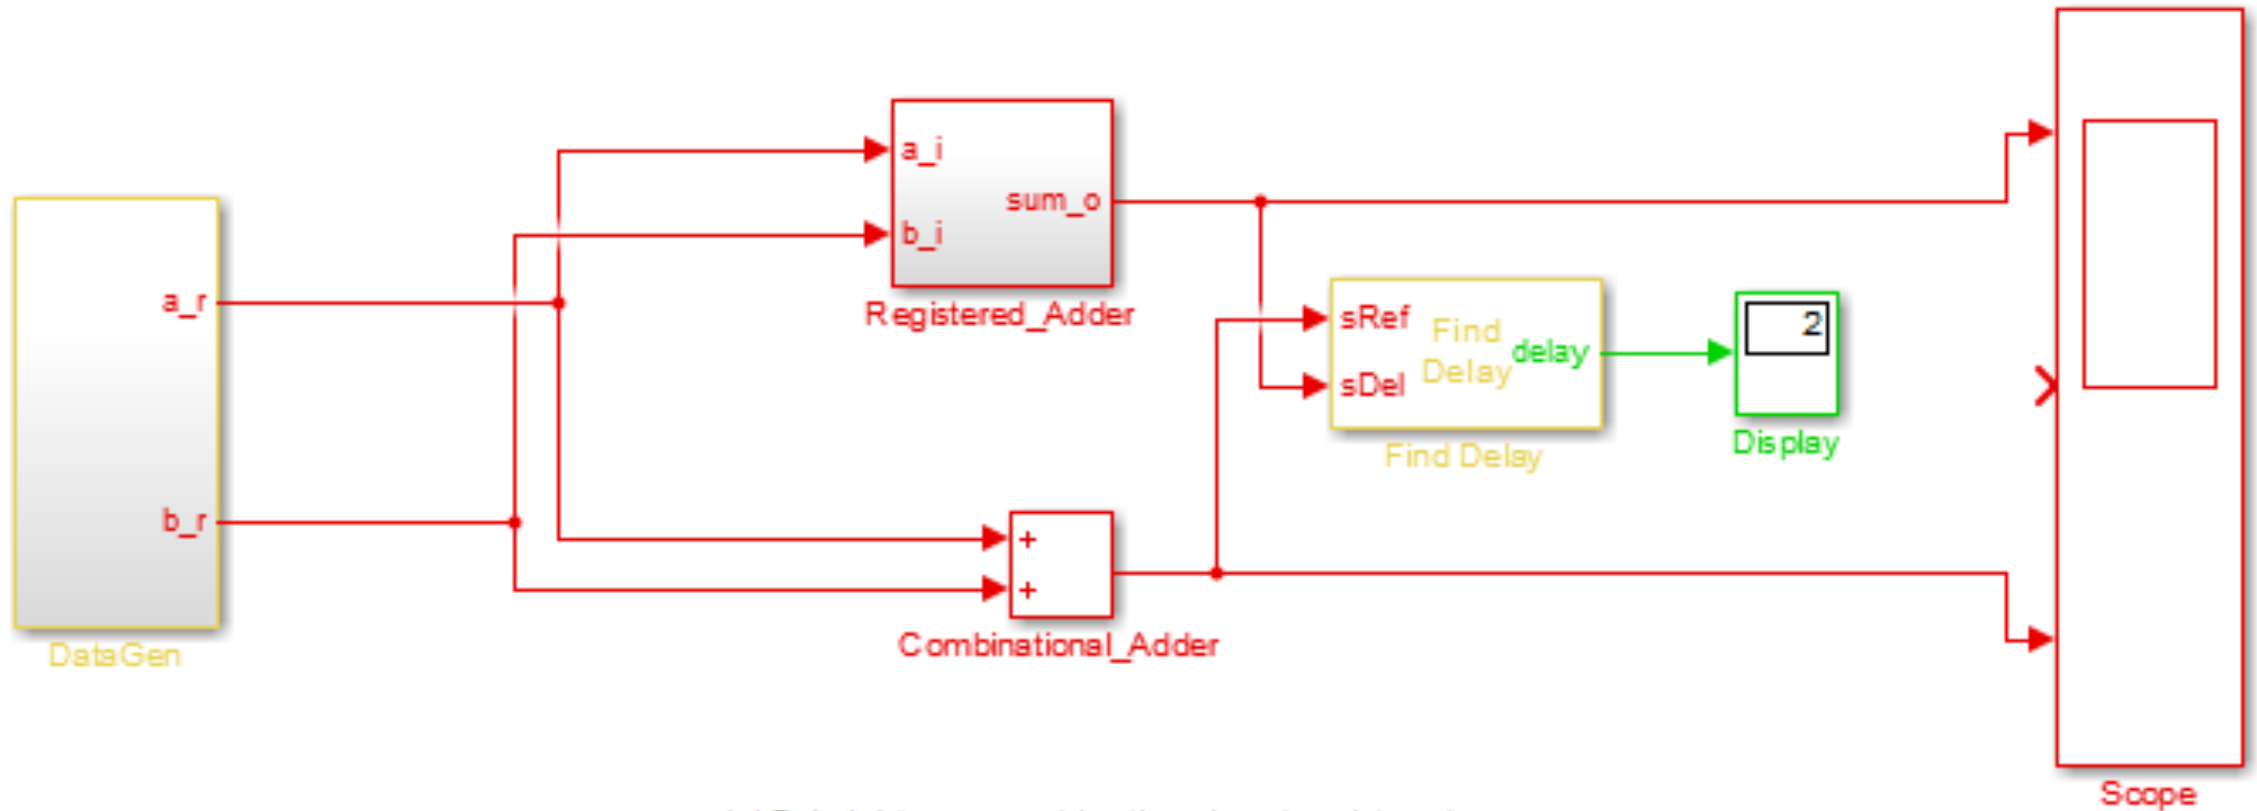 a_i
sum_o
b_i
Registered_Adder
a_r
b_r
DataGen
sRef
sDel
Find
Delay
delay
Find Delay
2
Display
+
+
Combinational_Adder
Scope